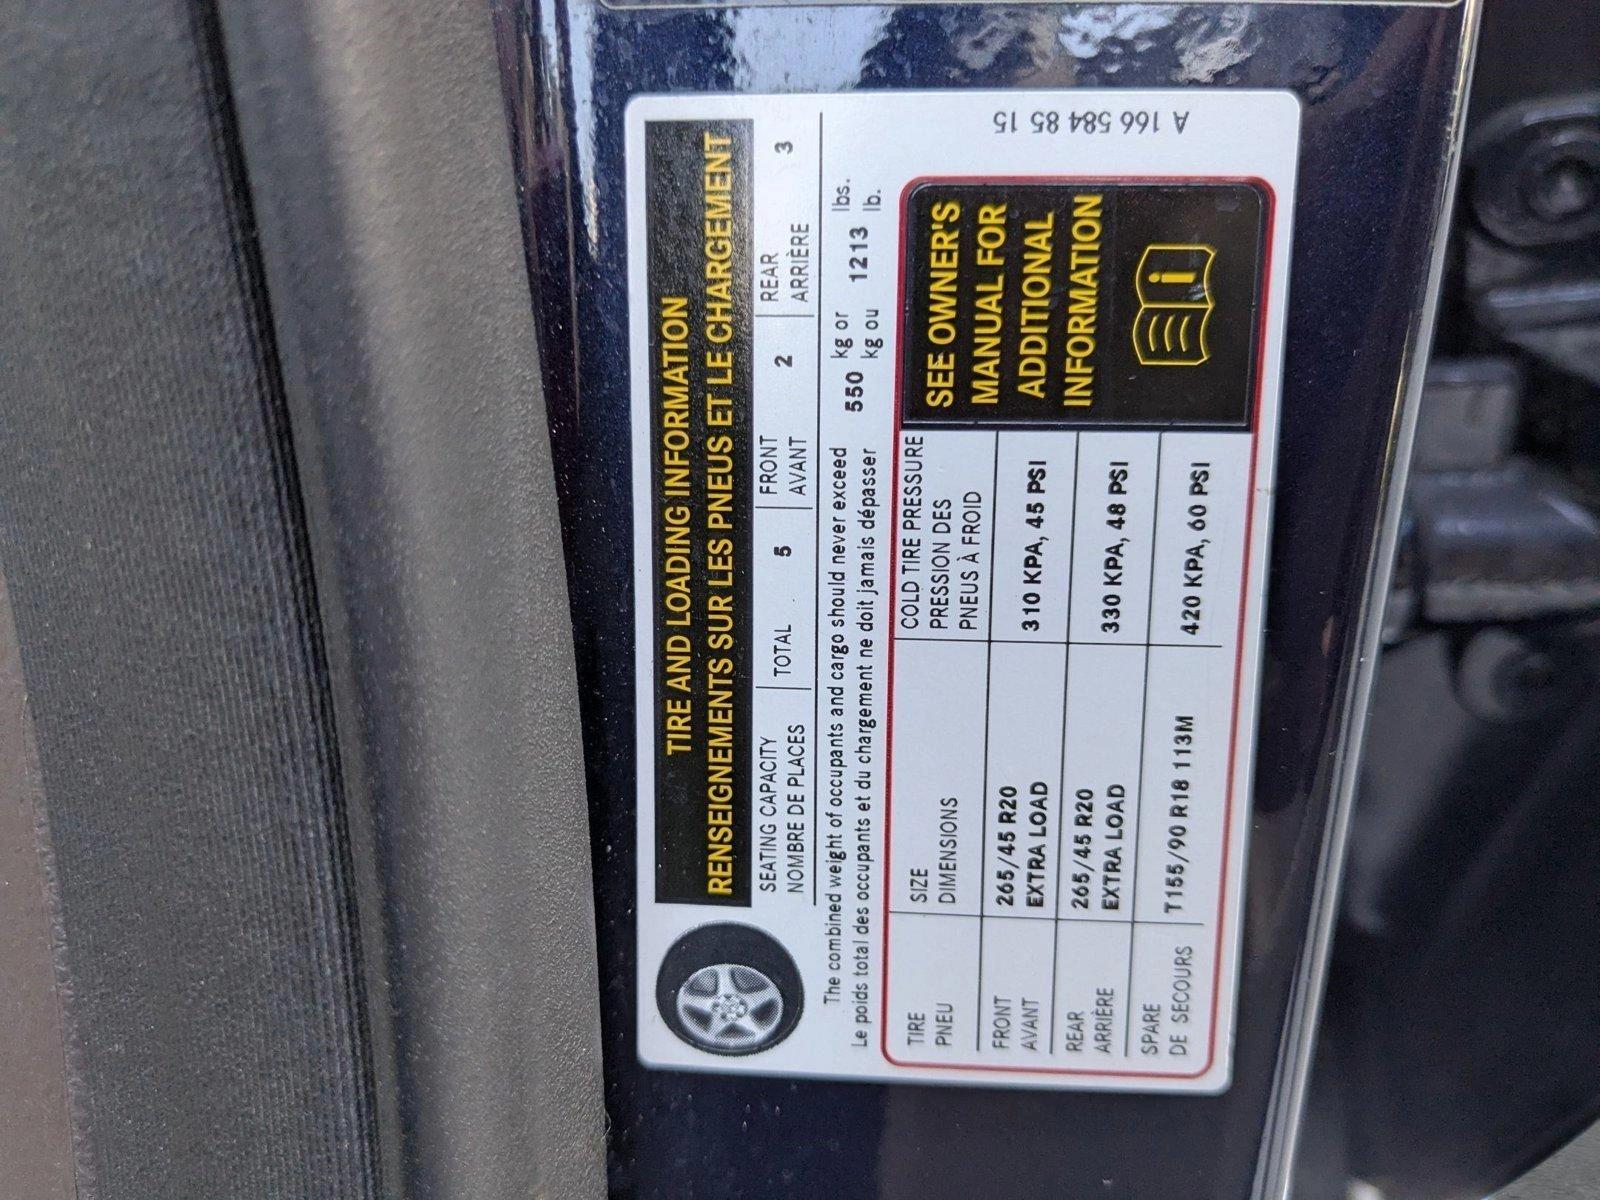 TIRE AND LOADING INFORMATION
RENSEIGNEMENTS SUR LES PNEUS ET LE CHARGEMENT
SEATING CAPACITY TOTAL 5 FRONT 2 REAR 3
NOMBRE DE PLACES AVANT ARRIÈRE
The combined weight of occupants and cargo should never exceed 550 kg or 1213 lbs.
Le poids total des occupants et du chargement ne doit jamais dépasser kg ou lb.
TIRE SIZE COLD TIRE PRESSURE
PNEU DIMENSIONS PRESSION DES
PNEUS À FROID
FRONT 265/45 R20 310 KPA, 45 PSI
AVANT EXTRA LOAD
REAR 265/45 R20 330 KPA, 48 PSI
ARRIÈRE EXTRA LOAD
SPARE T155/90 R18 113M 420 KPA, 60 PSI
DE SECOURS
SEE OWNER'S
MANUAL FOR
ADDITIONAL
INFORMATION
i
A 166 584 85 15